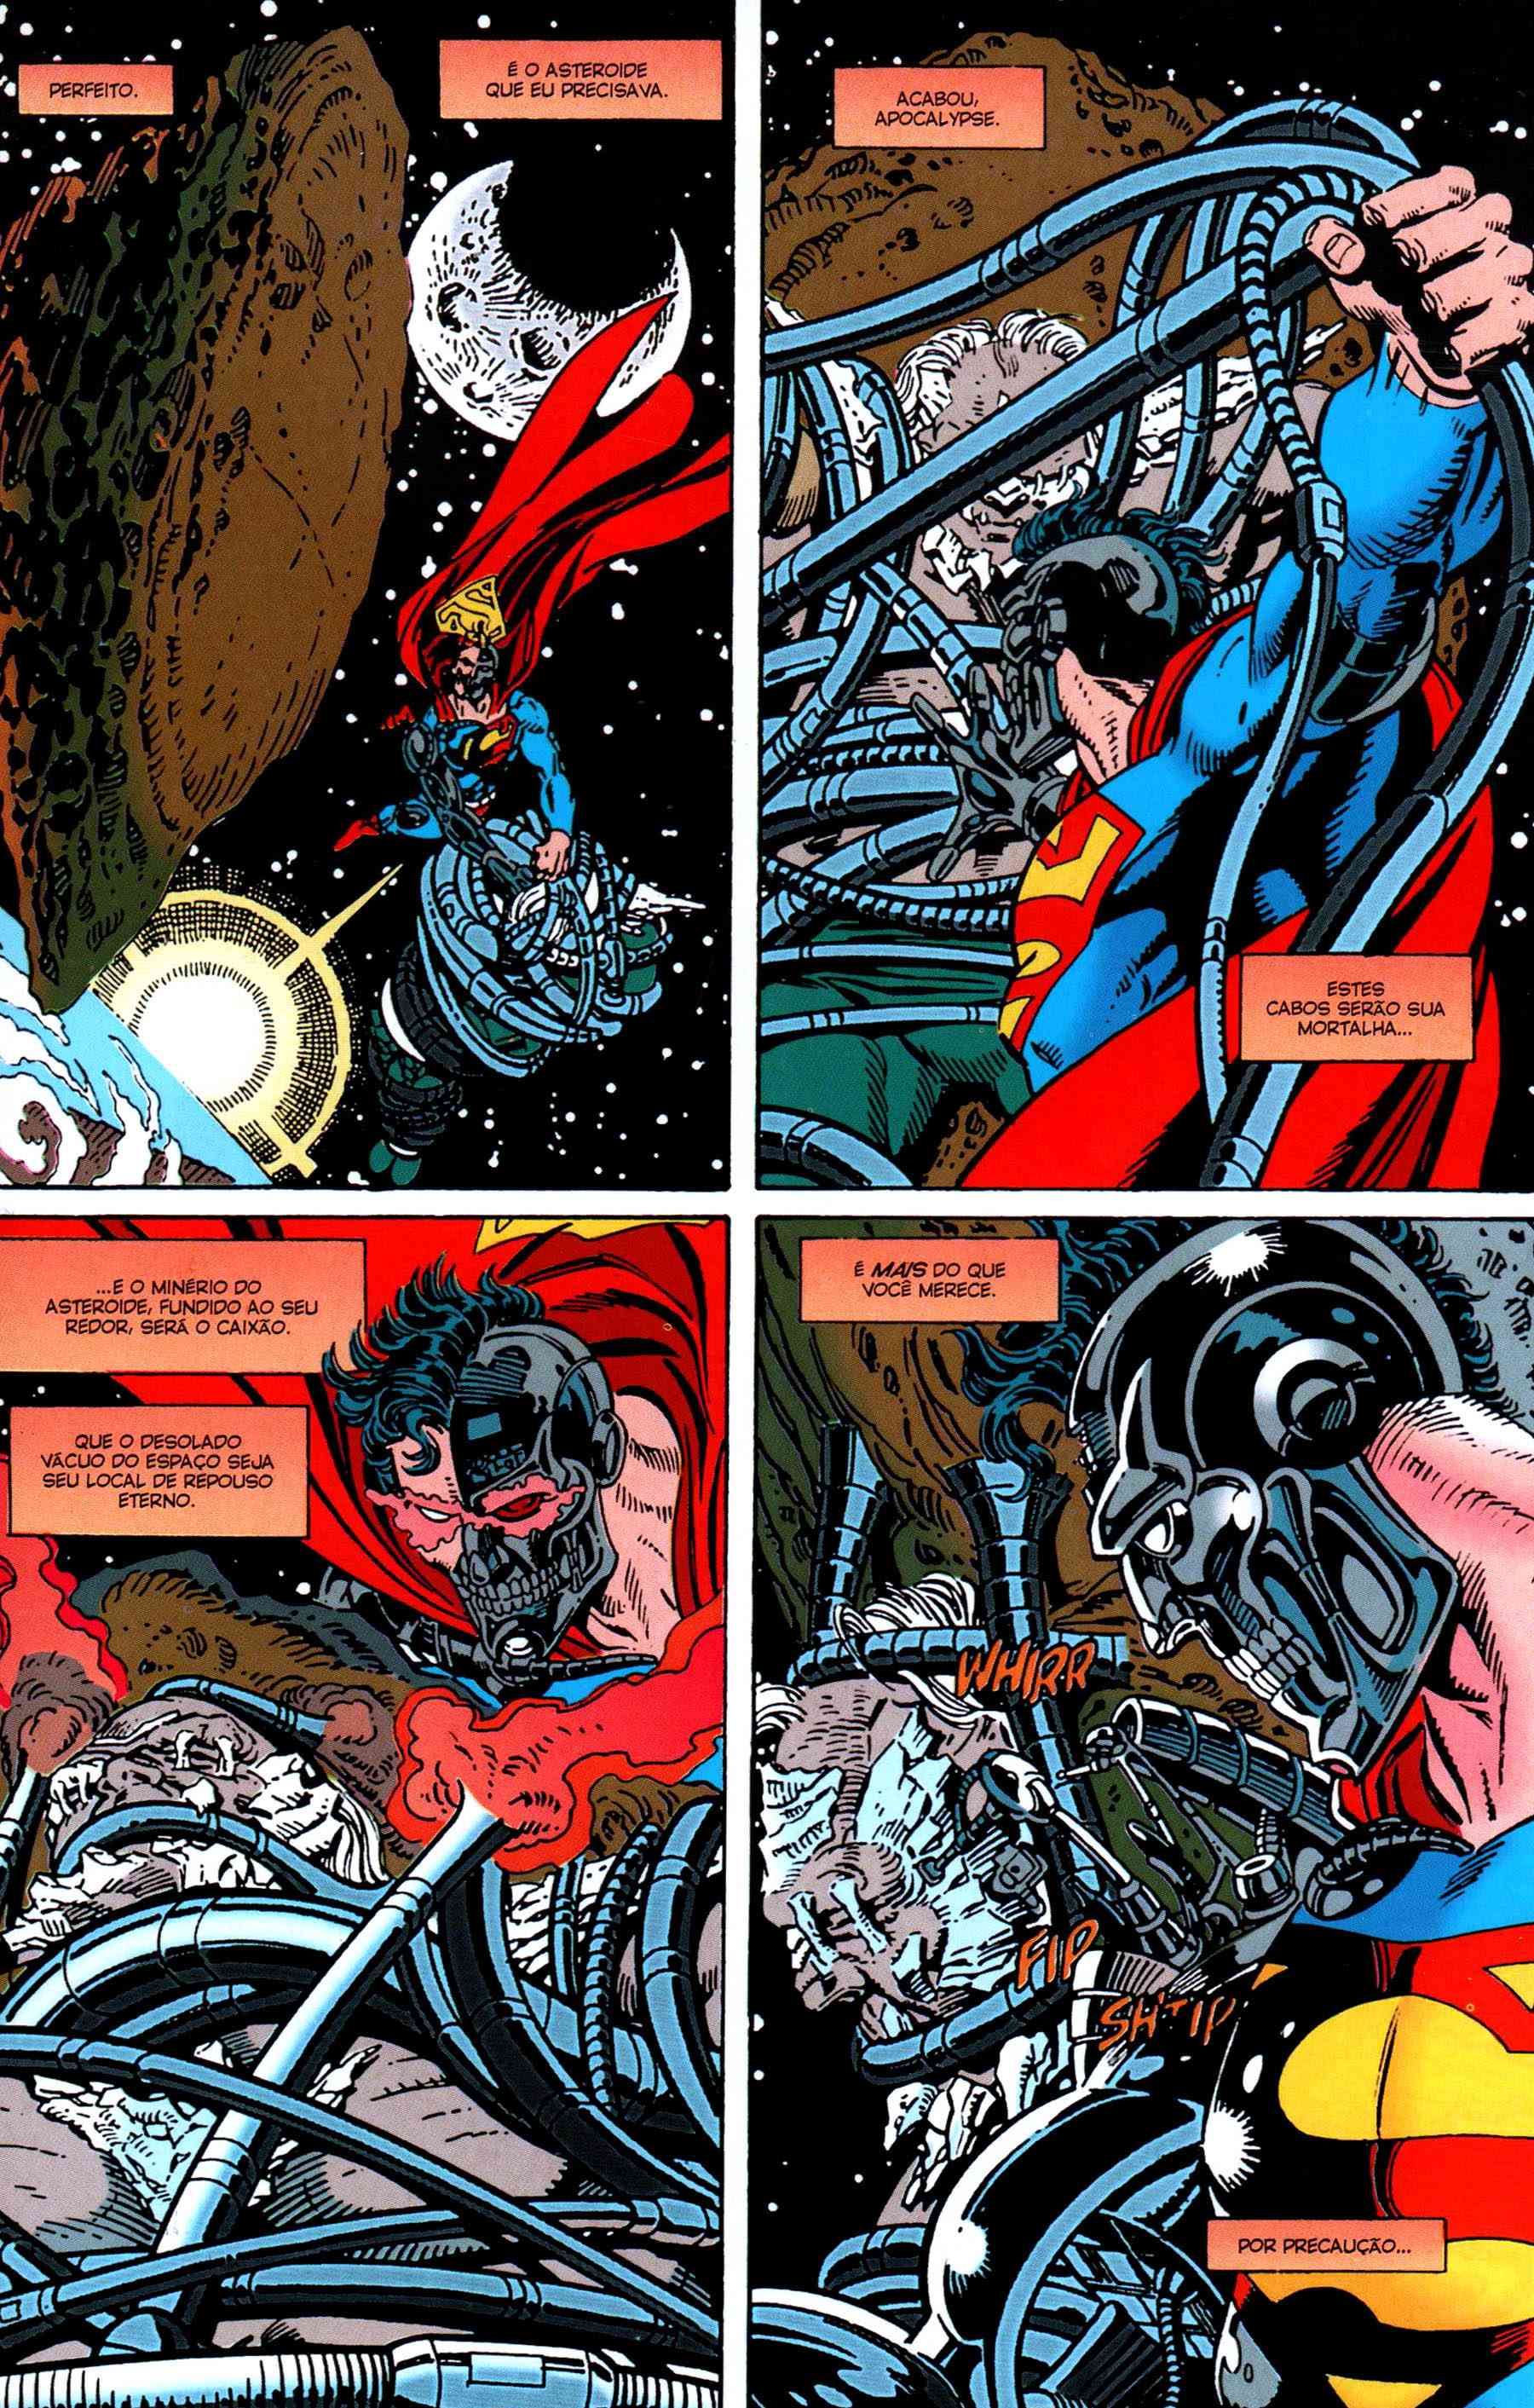 PERFEITO.
É O ASTEROIDE
QUE EU PRECISAVA.
ACABOU,
APOCALYPSE.
ESTES
CABOS SERÃO SUA
MORTALHA...
...E O MINÉRIO DO
ASTEROIDE, FUNDIDO AO SEU
REDOR, SERÁ O CAIXÃO.
QUE O DESOLADO
VÁCUO DO ESPAÇO SEJA
SEU LOCAL DE REPOUSO
ETERNO.
É MAIS DO QUE
VOCÊ MERECE.
WHIRR
FIP
SHTIP
POR PRECAUÇÃO...